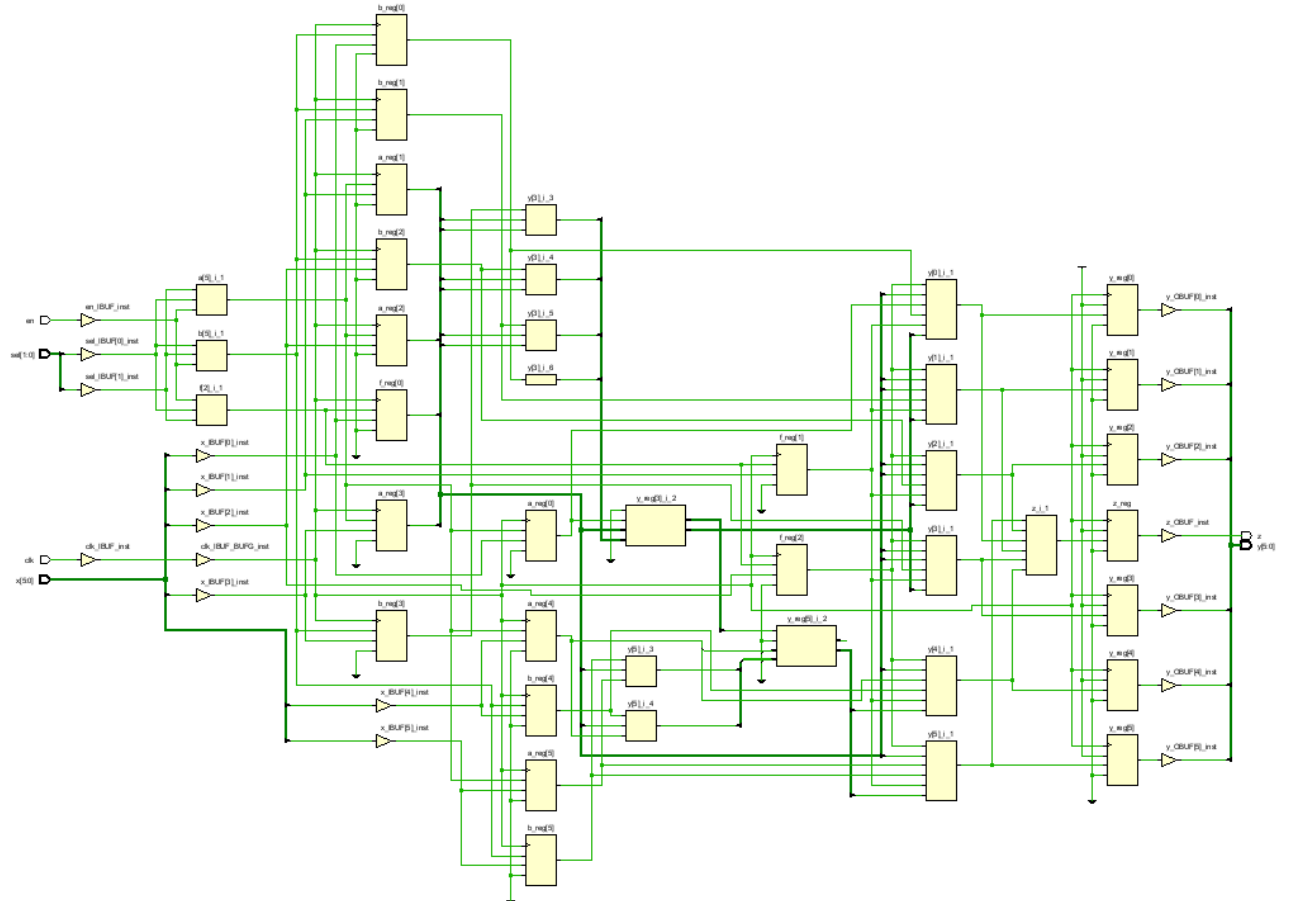 b_reg[0]
b_reg[1]
a_reg[1]
b_reg[2]
a_reg[2]
f_reg[0]
a_reg[3]
b_reg[3]
a[5]_i_1
b[5]_i_1
f[2]_i_1
en
en_IBUF_inst
sel[1:0]
sel_IBUF[0]_inst
sel_IBUF[1]_inst
x_IBUF[0]_inst
x_IBUF[1]_inst
x_IBUF[2]_inst
clk
clk_IBUF_inst
clk_IBUF_BUFG_inst
x[5:0]
x_IBUF[3]_inst
x_IBUF[4]_inst
x_IBUF[5]_inst
y[3]_i_3
y[3]_i_4
y[3]_i_5
y[3]_i_6
a_reg[0]
a_reg[4]
b_reg[4]
a_reg[5]
b_reg[5]
y_reg[3]_i_2
y[5]_i_3
y[5]_i_4
f_reg[1]
f_reg[2]
y_reg[5]_i_2
y[0]_i_1
y[1]_i_1
y[2]_i_1
y[3]_i_1
y[4]_i_1
y[5]_i_1
z_i_1
y_reg[0]
y_reg[1]
y_reg[2]
z_reg
y_reg[3]
y_reg[4]
y_reg[5]
y_OBUF[0]_inst
y_OBUF[1]_inst
y_OBUF[2]_inst
z_OBUF_inst
y_OBUF[3]_inst
y_OBUF[4]_inst
y_OBUF[5]_inst
z
y[5:0]